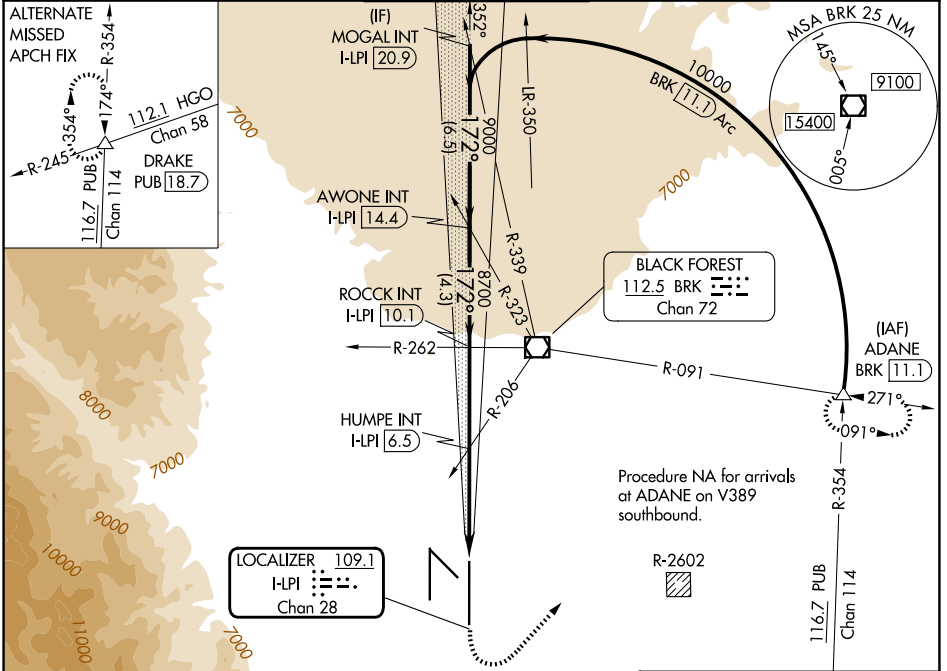 ALTERNATE
MISSED
APCH FIX
R-354
174°
354°
112.1 HGO
Chan 58
R-245
DRAKE
PUB 18.7
116.7 PUB
Chan 114
352°
(IF)
MOGAL INT
I-LPI 20.9
LR-350
10000
BRK 11.1 Arc
MSA BRK 25 NM
145°
9100
15400
005°
7000
7000
9000
172°
(6.5)
AWONE INT
I-LPI 14.4
R-339
R-323
8700
172°
(4.3)
ROCCK INT
I-LPI 10.1
R-262
BLACK FOREST
112.5 BRK
Chan 72
R-091
(IAF)
ADANE
BRK 11.1
271°
091°
R-206
HUMPE INT
I-LPI 6.5
8000
7000
9000
10000
11000
7000
Procedure NA for arrivals
at ADANE on V389
southbound.
R-354
R-2602
116.7 PUB
Chan 114
LOCALIZER 109.1
I-LPI
Chan 28